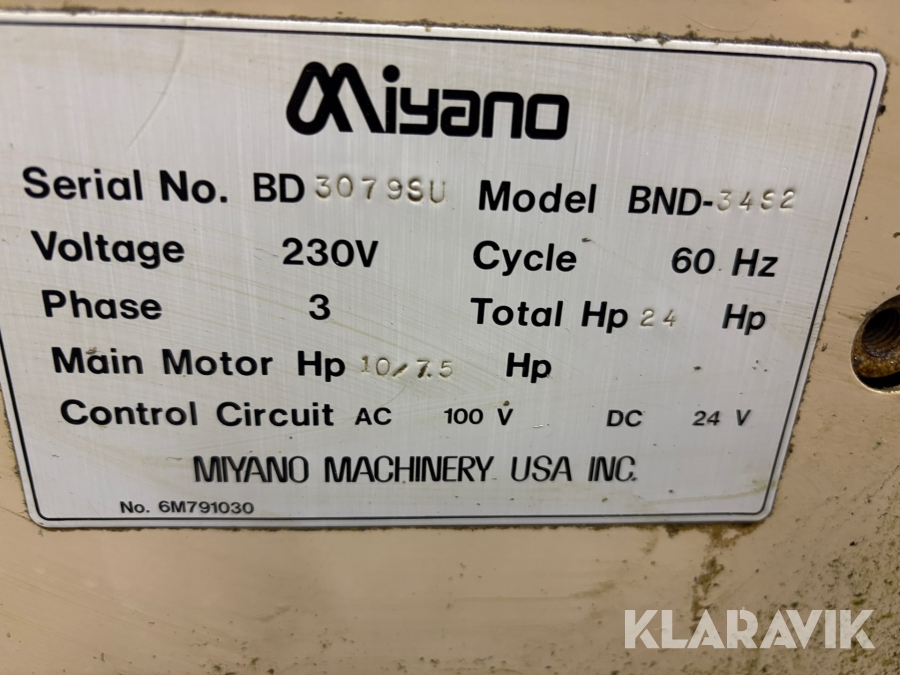 Miyano
Serial No. BD 3079SU Model BND-34S2
Voltage 230V Cycle 60 Hz
Phase 3 Total Hp 24 Hp
Main Motor Hp 10/7.5 Hp
Control Circuit AC 100 V DC 24 V
MIYANO MACHINERY USA INC.
No. 6M791030
KLARAVIK